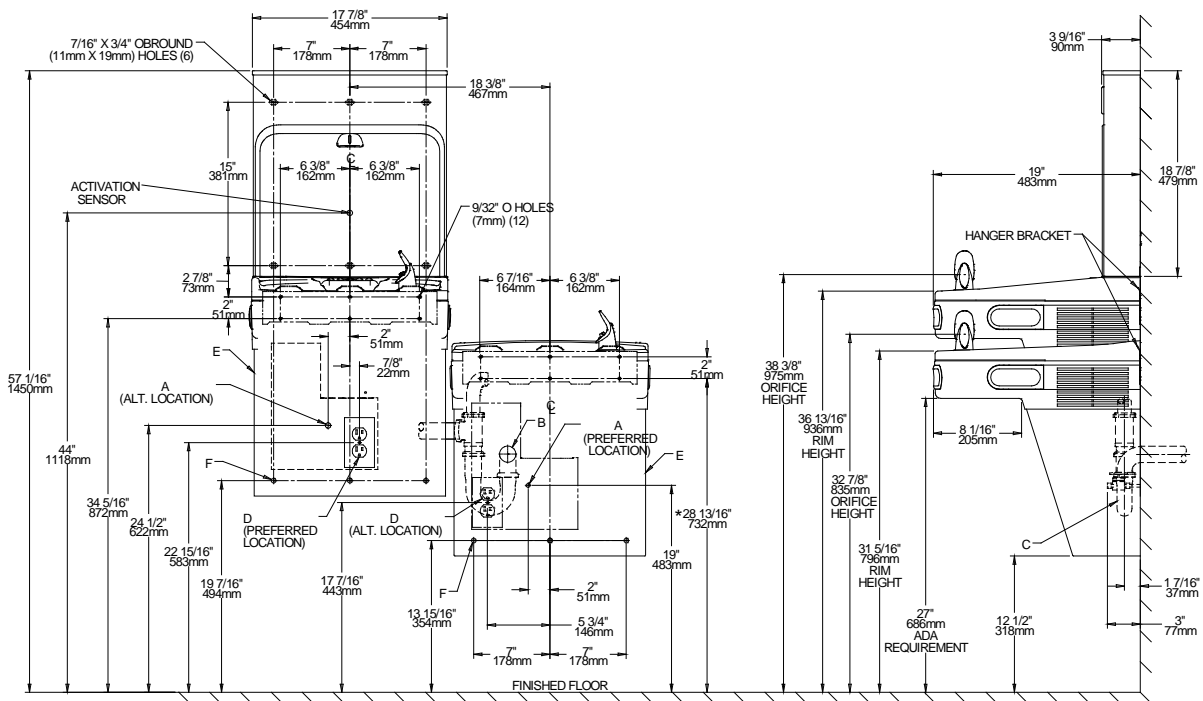 17 7/8"
454mm
7/16" X 3/4" OBROUND
(11mm X 19mm) HOLES (6)
7"
178mm
7"
178mm
18 3/8"
467mm
15"
381mm
C
6 3/8"
162mm
6 3/8"
162mm
ACTIVATION
SENSOR
9/32" O HOLES
(7mm) (12)
2 7/8"
73mm
2"
51mm
6 7/16"
164mm
6 3/8"
162mm
2"
51mm
7/8"
22mm
2"
51mm
E
A
(ALT. LOCATION)
57 1/16"
1450mm
44"
1118mm
34 5/16"
872mm
24 1/2"
622mm
22 15/16"
583mm
19 7/16"
494mm
F
D
(PREFERRED
LOCATION)
D
(ALT. LOCATION)
17 7/16"
443mm
C
L
B
A
(PREFERRED
LOCATION)
E
*28 13/16"
732mm
19"
483mm
F
13 15/16"
354mm
2"
51mm
5 3/4"
146mm
7"
178mm
7"
178mm
FINISHED FLOOR
3 9/16"
90mm
19"
483mm
18 7/8"
479mm
HANGER BRACKET
38 3/8"
975mm
ORIFICE
HEIGHT
36 13/16"
936mm
RIM
HEIGHT
32 7/8"
835mm
ORIFICE
HEIGHT
31 5/16"
796mm
RIM
HEIGHT
8 1/16"
205mm
27"
686mm
ADA
REQUIREMENT
12 1/2"
318mm
C
1 7/16"
37mm
3"
77mm